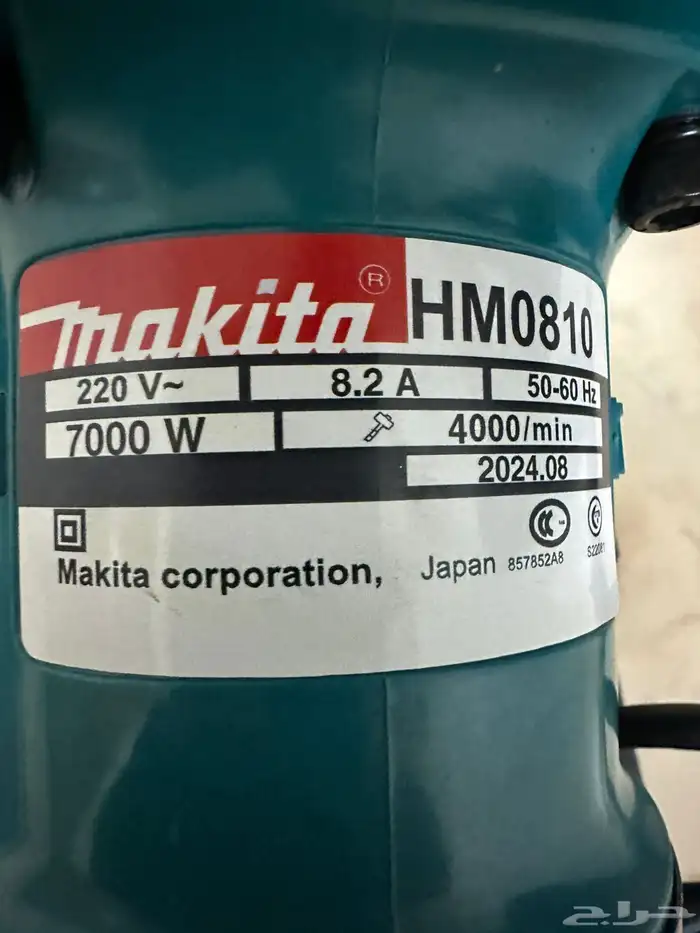 makita ® HM0810
220 V~ 8.2 A 50-60 Hz
7000 W 4000/min
2024.08
Makita corporation, Japan 857852A8
حراج